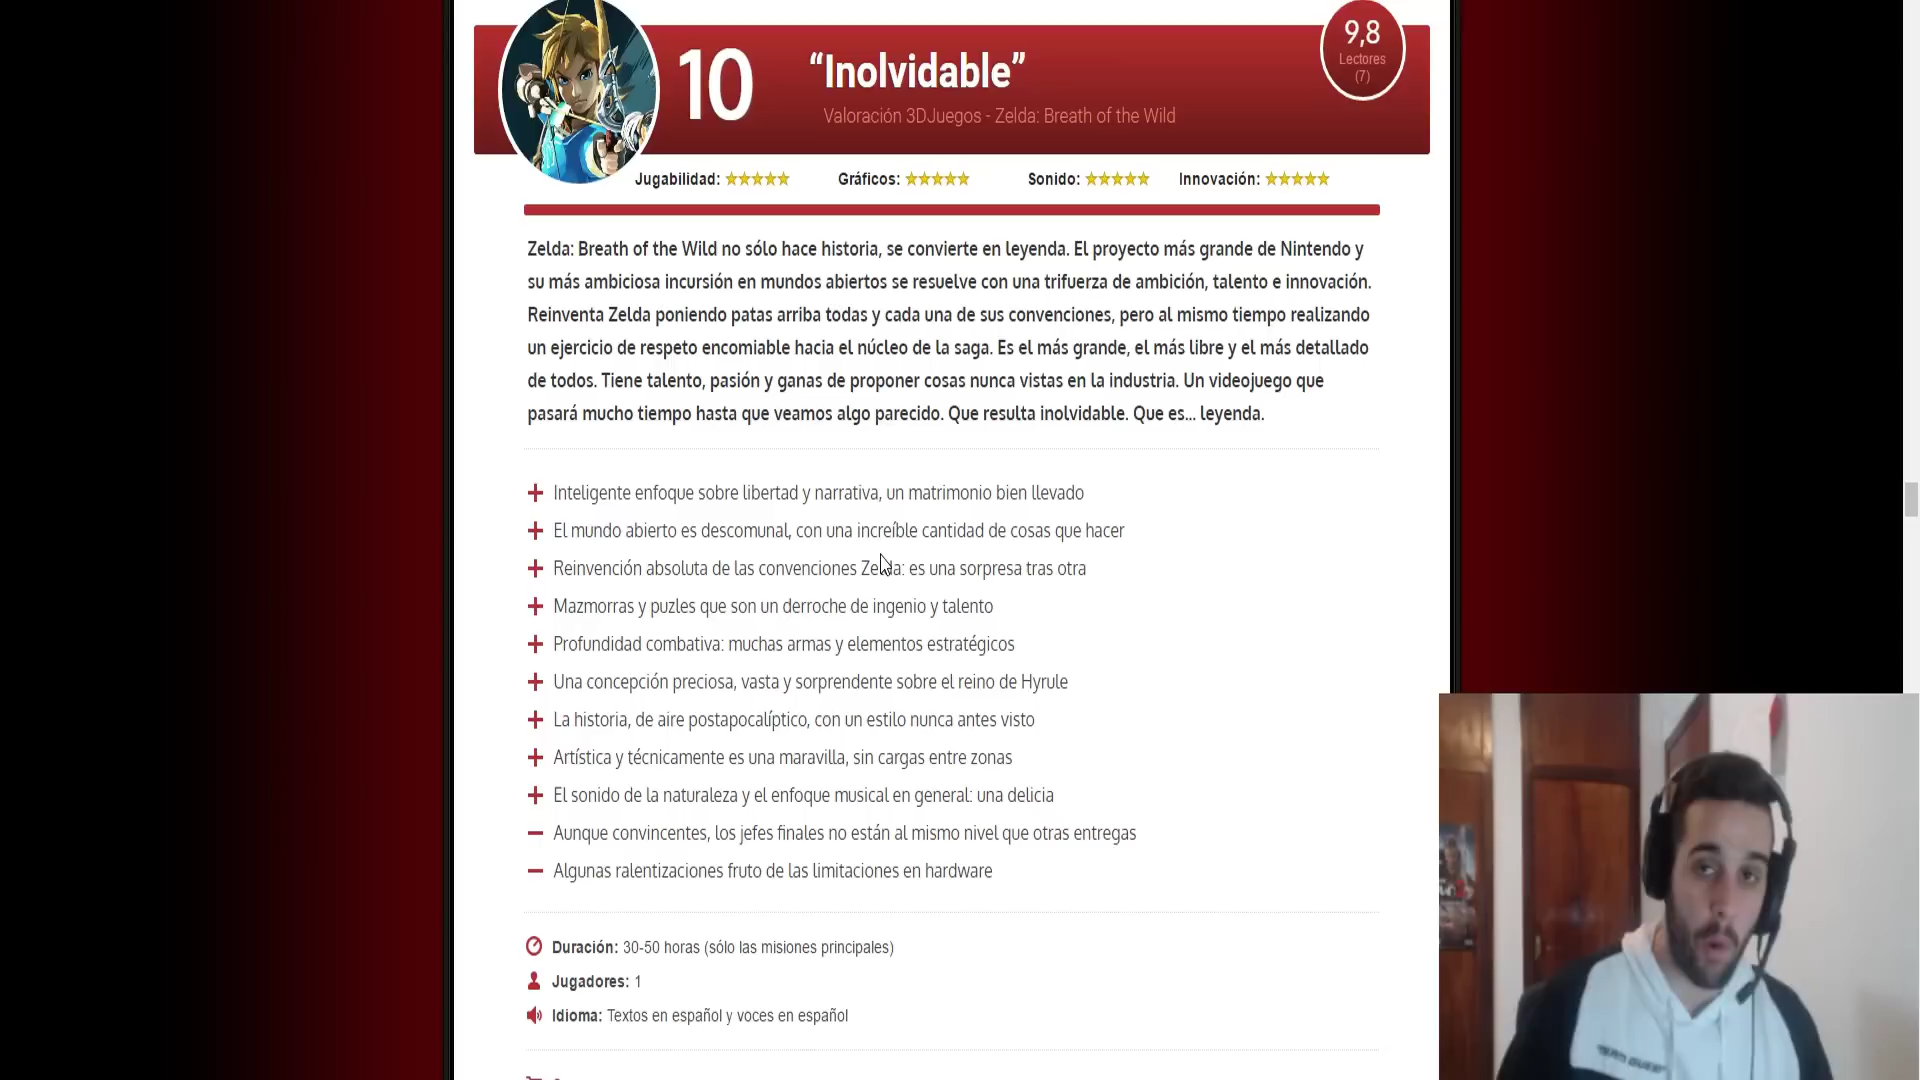 10
“Inolvidable”
Valoración 3DJuegos - Zelda: Breath of the Wild
9,8
Lectores
(7)
Jugabilidad: Gráficos: Sonido: Innovación:
Zelda: Breath of the Wild no sólo hace historia, se convierte en leyenda. El proyecto más grande de Nintendo y
su más ambiciosa incursión en mundos abiertos se resuelve con una trifuerza de ambición, talento e innovación.
Reinventa Zelda poniendo patas arriba todas y cada una de sus convenciones, pero al mismo tiempo realizando
un ejercicio de respeto encomiable hacia el núcleo de la saga. Es el más grande, el más libre y el más detallado
de todos. Tiene talento, pasión y ganas de proponer cosas nunca vistas en la industria. Un videojuego que
pasará mucho tiempo hasta que veamos algo parecido. Que resulta inolvidable. Que es... leyenda.
Inteligente enfoque sobre libertad y narrativa, un matrimonio bien llevado
El mundo abierto es descomunal, con una increíble cantidad de cosas que hacer
Reinvención absoluta de las convenciones Zelda: es una sorpresa tras otra
Mazmorras y puzles que son un derroche de ingenio y talento
Profundidad combativa: muchas armas y elementos estratégicos
Una concepción preciosa, vasta y sorprendente sobre el reino de Hyrule
La historia, de aire postapocalíptico, con un estilo nunca antes visto
Artística y técnicamente es una maravilla, sin cargas entre zonas
El sonido de la naturaleza y el enfoque musical en general: una delicia
Aunque convincentes, los jefes finales no están al mismo nivel que otras entregas
Algunas ralentizaciones fruto de las limitaciones en hardware
Duración: 30-50 horas (sólo las misiones principales)
Jugadores: 1
Idioma: Textos en español y voces en español